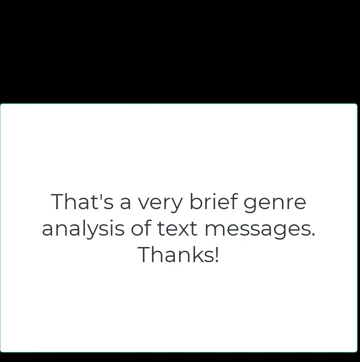 That's a very brief genre
analysis of text messages.
Thanks!